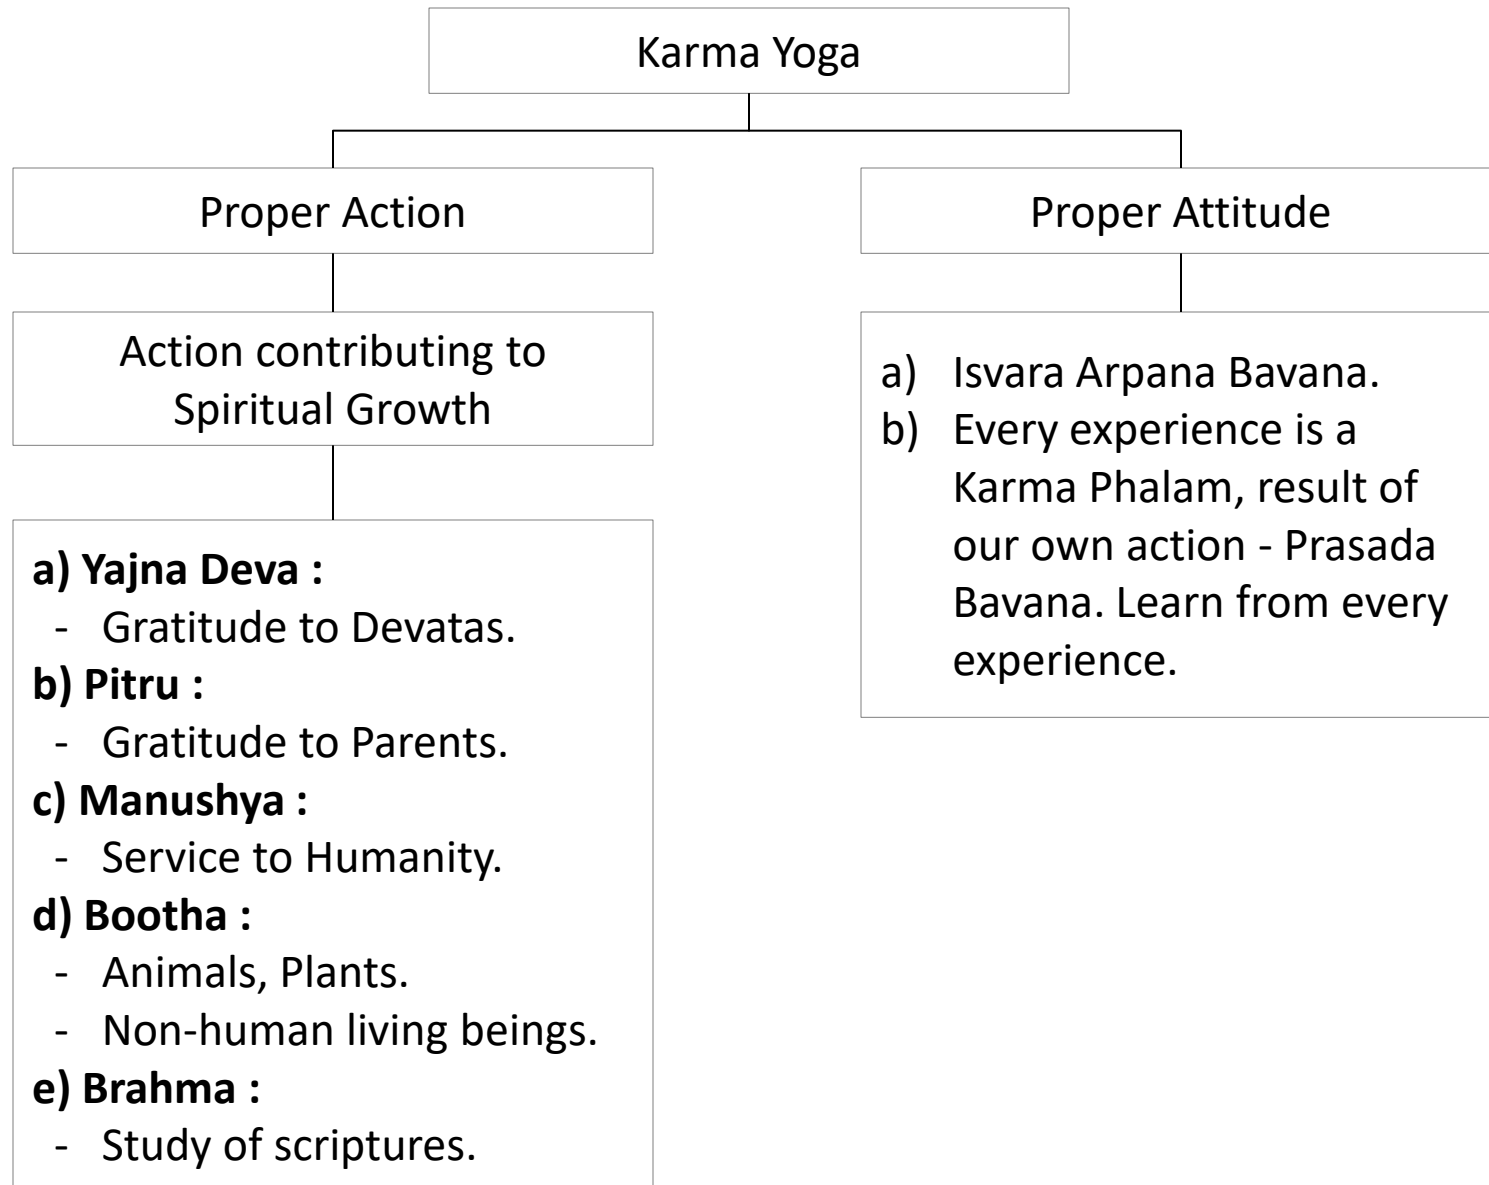 Karma Yoga
Proper Action
Action contributing to
Spiritual Growth
a) Yajna Deva :
- Gratitude to Devatas.
b) Pitru :
- Gratitude to Parents.
c) Manushya :
- Service to Humanity.
d) Bootha :
- Animals, Plants.
- Non-human living beings.
e) Brahma :
- Study of scriptures.
Proper Attitude
a) Isvara Arpana Bavana.
b) Every experience is a
Karma Phalam, result of
our own action - Prasada
Bavana. Learn from every
experience.